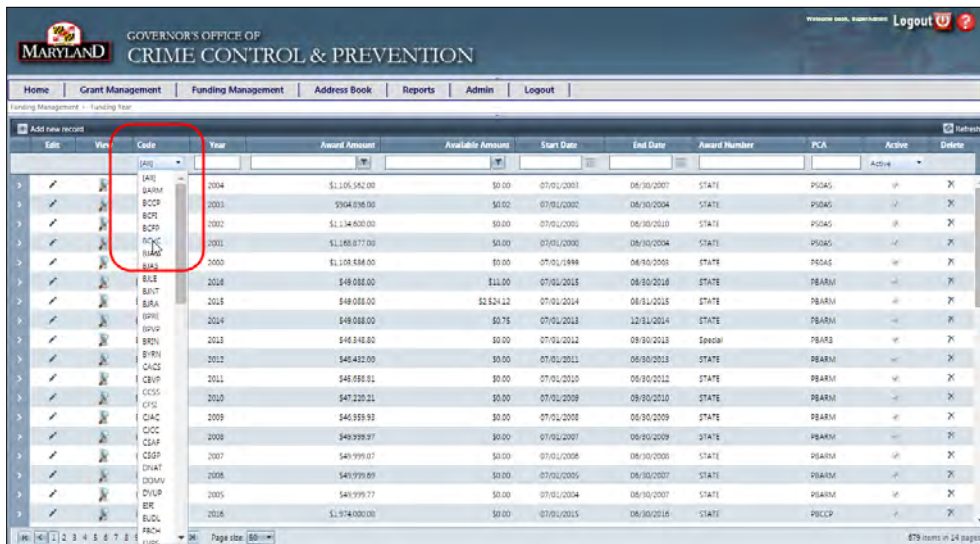 Welcome back, SuperAdmin! Logout
MARYLAND
GOVERNOR'S OFFICE OF
CRIME CONTROL & PREVENTION
Home Grant Management Funding Management Address Book Reports Admin Logout
Funding Management > Funding Year
Add new record Refresh
Edit View Code Year Award Amount Available Amount Start Date End Date Award Number PCA Active Delete
[All] Active
[All]
BARM
BCCP
BCFI
BCFP
BJAS
BJLE
BJNT
BJRA
BPRI
BPVP
BRIN
BYRN
CACS
CBVP
CCSS
CFSI
CJAC
CJCC
CSAF
CSGP
DNAT
DOMV
DVUP
EIR
EUDL
FBCH
2004 $1,105,562.00 $0.00 07/01/2003 06/30/2007 STATE PSOAS
2003 $904,036.00 $0.02 07/01/2002 06/30/2004 STATE PSOAS
2002 $1,134,600.00 $0.00 07/01/2001 06/30/2010 STATE PSOAS
2001 $1,166,877.00 $0.00 07/01/2000 06/30/2004 STATE PSOAS
2000 $1,108,586.00 $0.00 07/01/1999 06/30/2003 STATE PSOAS
2016 $49,088.00 $11.00 07/01/2015 06/30/2016 STATE PBARM
2015 $49,088.00 $2,524.12 07/01/2014 08/31/2015 STATE PBARM
2014 $49,088.00 $0.75 07/01/2013 12/31/2014 STATE PBARM
2013 $46,848.80 $0.00 07/01/2012 09/30/2013 Special PBAR3
2012 $48,432.00 $0.00 07/01/2011 06/30/2013 STATE PBARM
2011 $46,658.81 $0.00 07/01/2010 06/30/2012 STATE PBARM
2010 $47,220.21 $0.00 07/01/2009 09/30/2010 STATE PBARM
2009 $46,959.93 $0.00 07/01/2008 06/30/2009 STATE PBARM
2008 $49,999.97 $0.00 07/01/2007 06/30/2009 STATE PBARM
2007 $49,999.07 $0.00 07/01/2006 06/30/2008 STATE PBARM
2006 $49,999.69 $0.00 07/01/2005 06/30/2007 STATE PBARM
2005 $49,999.77 $0.00 07/01/2004 06/30/2007 STATE PBARM
2016 $1,974,000.00 $0.00 07/01/2015 06/30/2016 STATE PBCCP
1 2 3 4 5 6 7 8 Page size: 50 679 items in 14 pages